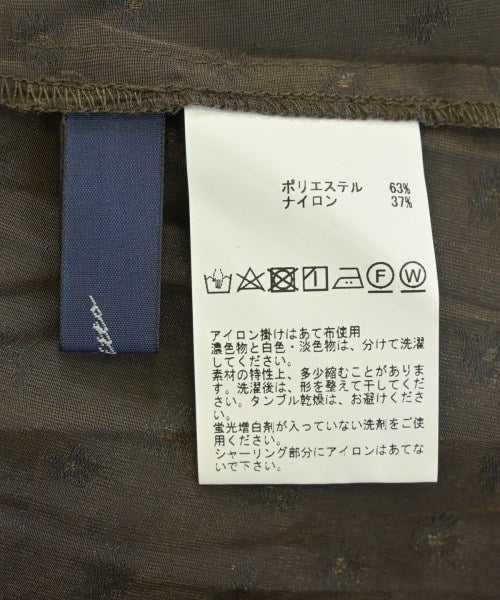 ポリエステル 63%
ナイロン 37%
F W
アイロン掛けはあて布使用
濃色物と白色・淡色物は、分けて洗濯
してください。
素材の特性上、多少縮むことがありま
す。洗濯後は、形を整えて干してくだ
さい。タンブル乾燥は、お避けくださ
い。
蛍光増白剤が入っていない洗剤をご使
用ください。
シャーリング部分にアイロンはあてな
いで下さい。